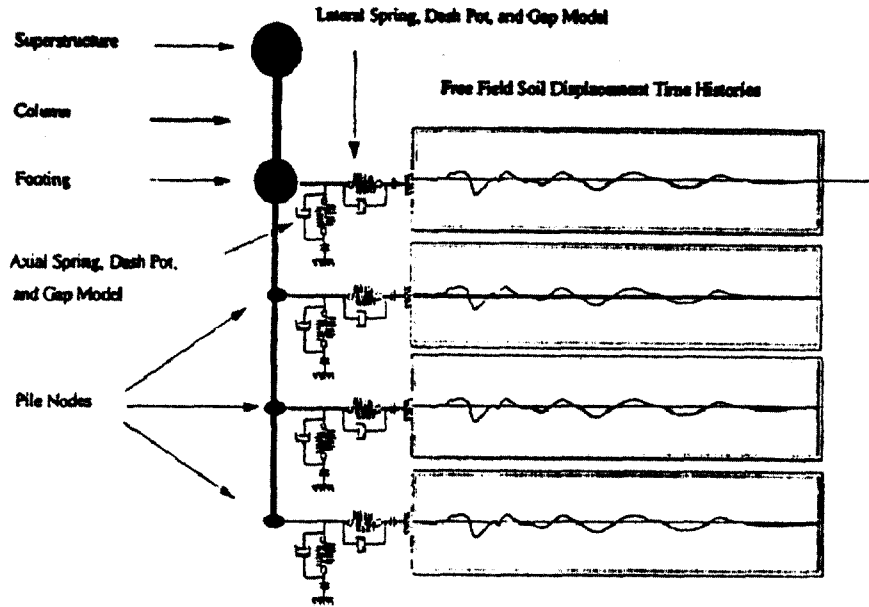 Lateral Spring, Dash Pot, and Gap Model
Superstructure
Free Field Soil Displacement Time Histories
Column
Footing
Axial Spring, Dash Pot,
and Gap Model
Pile Nodes